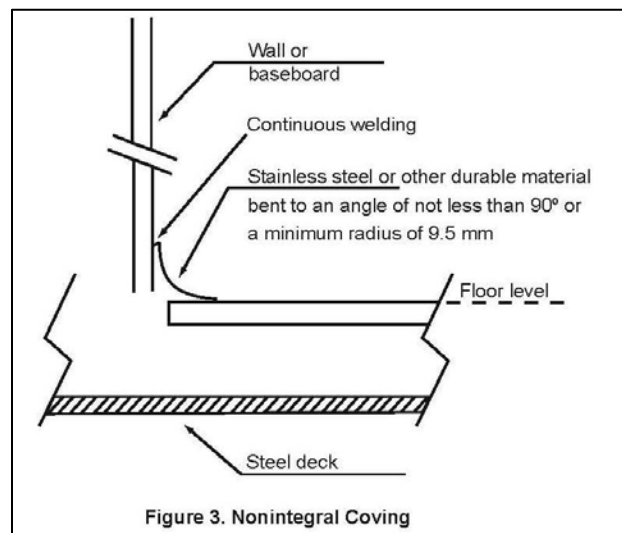 Wall or
baseboard
Continuous welding
Stainless steel or other durable material
bent to an angle of not less than 90º or
a minimum radius of 9.5 mm
Floor level
Steel deck
Figure 3. Nonintegral Coving